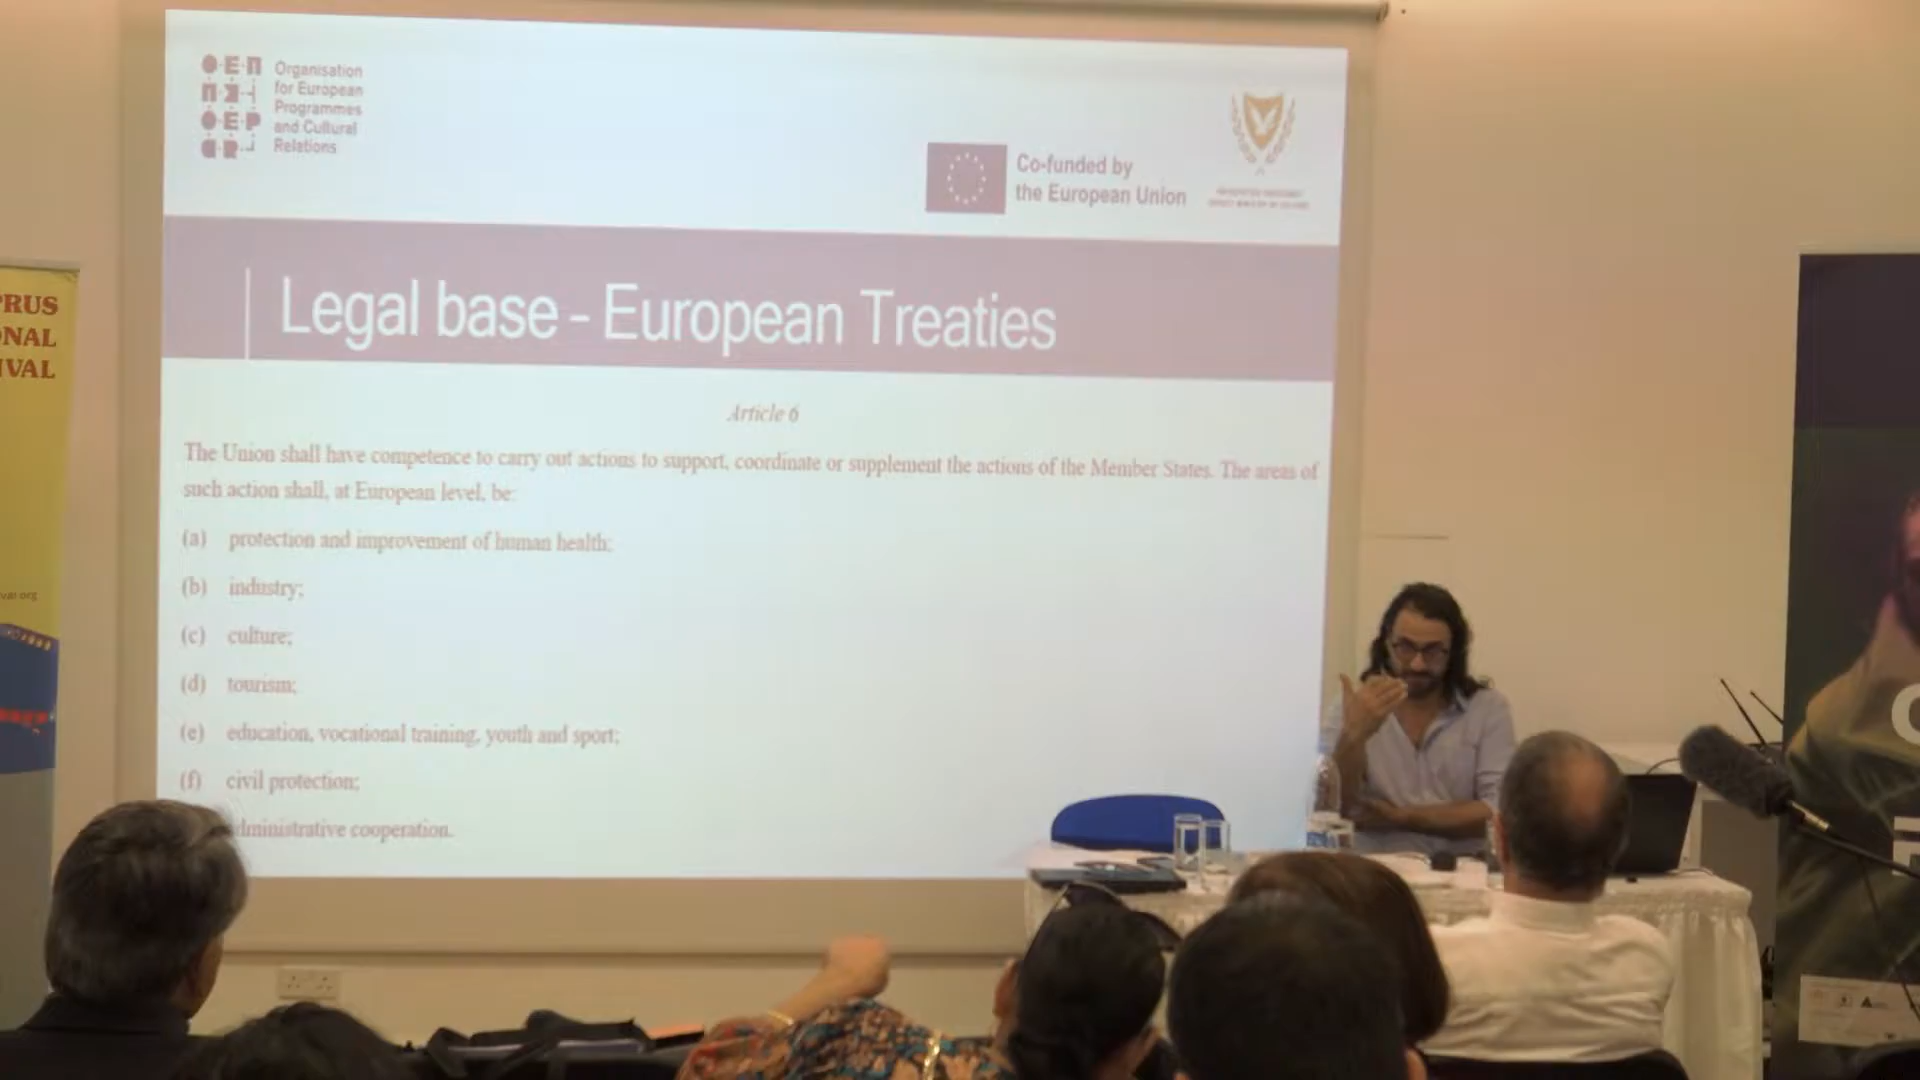 Organisation
for European
Programmes
and Cultural
Relations
Co-funded by
the European Union
Legal base - European Treaties
Article 6
The Union shall have competence to carry out actions to support, coordinate or supplement the actions of the Member States. The areas of
such action shall, at European level, be:
(a) protection and improvement of human health;
(b) industry;
(c) culture;
(d) tourism;
(e) education, vocational training, youth and sport;
(f) civil protection;
dministrative cooperation.
PRUS
ONAL
IVAL
val.org